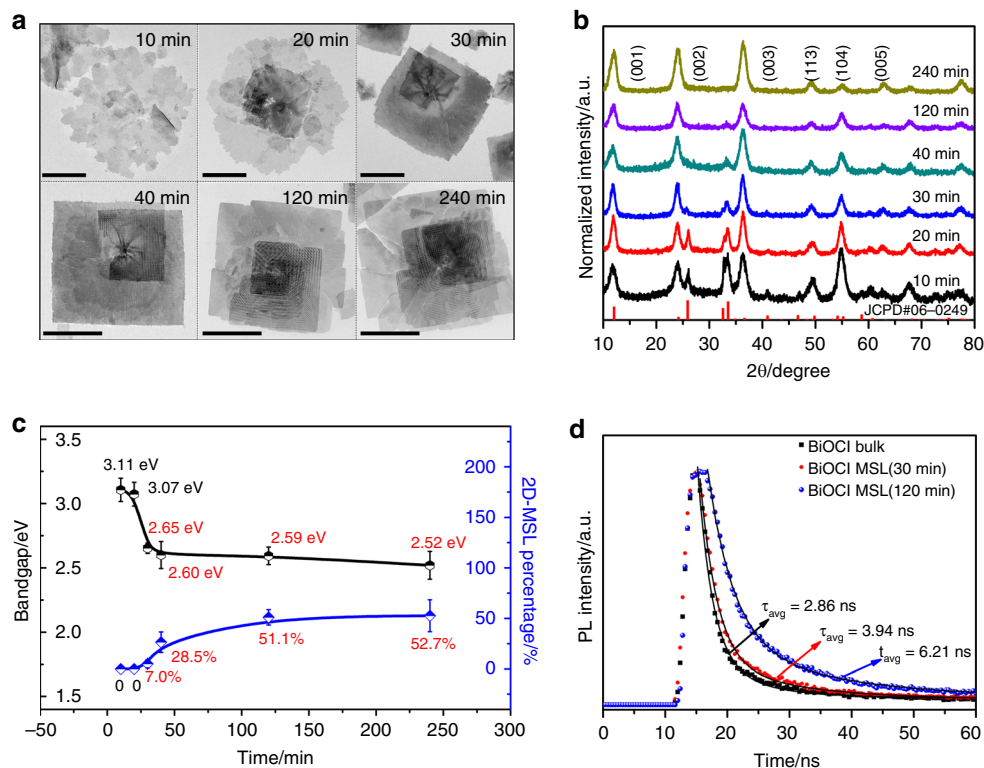 a
10 min
20 min
30 min
40 min
120 min
240 min
b
Normalized intensity/a.u.
(001)
(002)
(003)
(113)
(104)
(005)
240 min
120 min
40 min
30 min
20 min
10 min
JCPD#06–0249
10 20 30 40 50 60 70 80
2θ/degree
c
Bandgap/eV
3.5
3.0
2.5
2.0
1.5
3.11 eV
3.07 eV
2.65 eV
2.60 eV
2.59 eV
2.52 eV
0 0
7.0%
28.5%
51.1%
52.7%
200
150
100
50
0
2D-MSL percentage/%
–50 0 50 100 150 200 250 300
Time/min
d
PL intensity/a.u.
BiOCI bulk
BiOCI MSL(30 min)
BiOCI MSL(120 min)
τavg = 2.86 ns
τavg = 3.94 ns
tavg = 6.21 ns
0 10 20 30 40 50 60
Time/ns